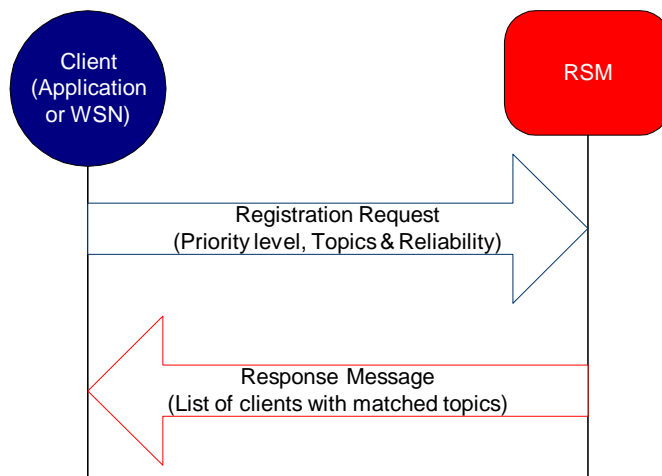 Client
(Application
or WSN)
RSM
Registration Request
(Priority level, Topics & Reliability)
Response Message
(List of clients with matched topics)